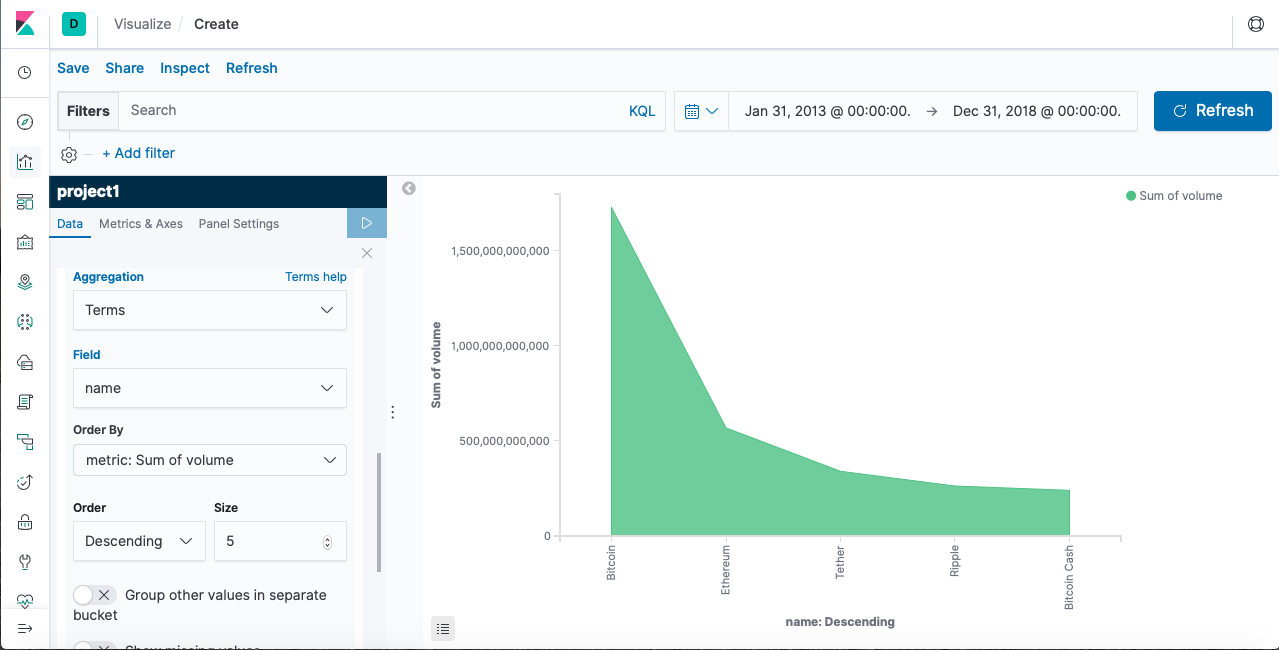 D
Visualize / Create
Save Share Inspect Refresh
Filters Search KQL Jan 31, 2013 @ 00:00:00. → Dec 31, 2018 @ 00:00:00. Refresh
+ Add filter
project1
Data Metrics & Axes Panel Settings
Aggregation Terms help
Terms
Field
name
Order By
metric: Sum of volume
Order Size
Descending 5
Group other values in separate
bucket
Show missing values
Sum of volume
1,500,000,000,000
1,000,000,000,000
500,000,000,000
0
Sum of volume
Bitcoin
Ethereum
Tether
Ripple
Bitcoin Cash
name: Descending